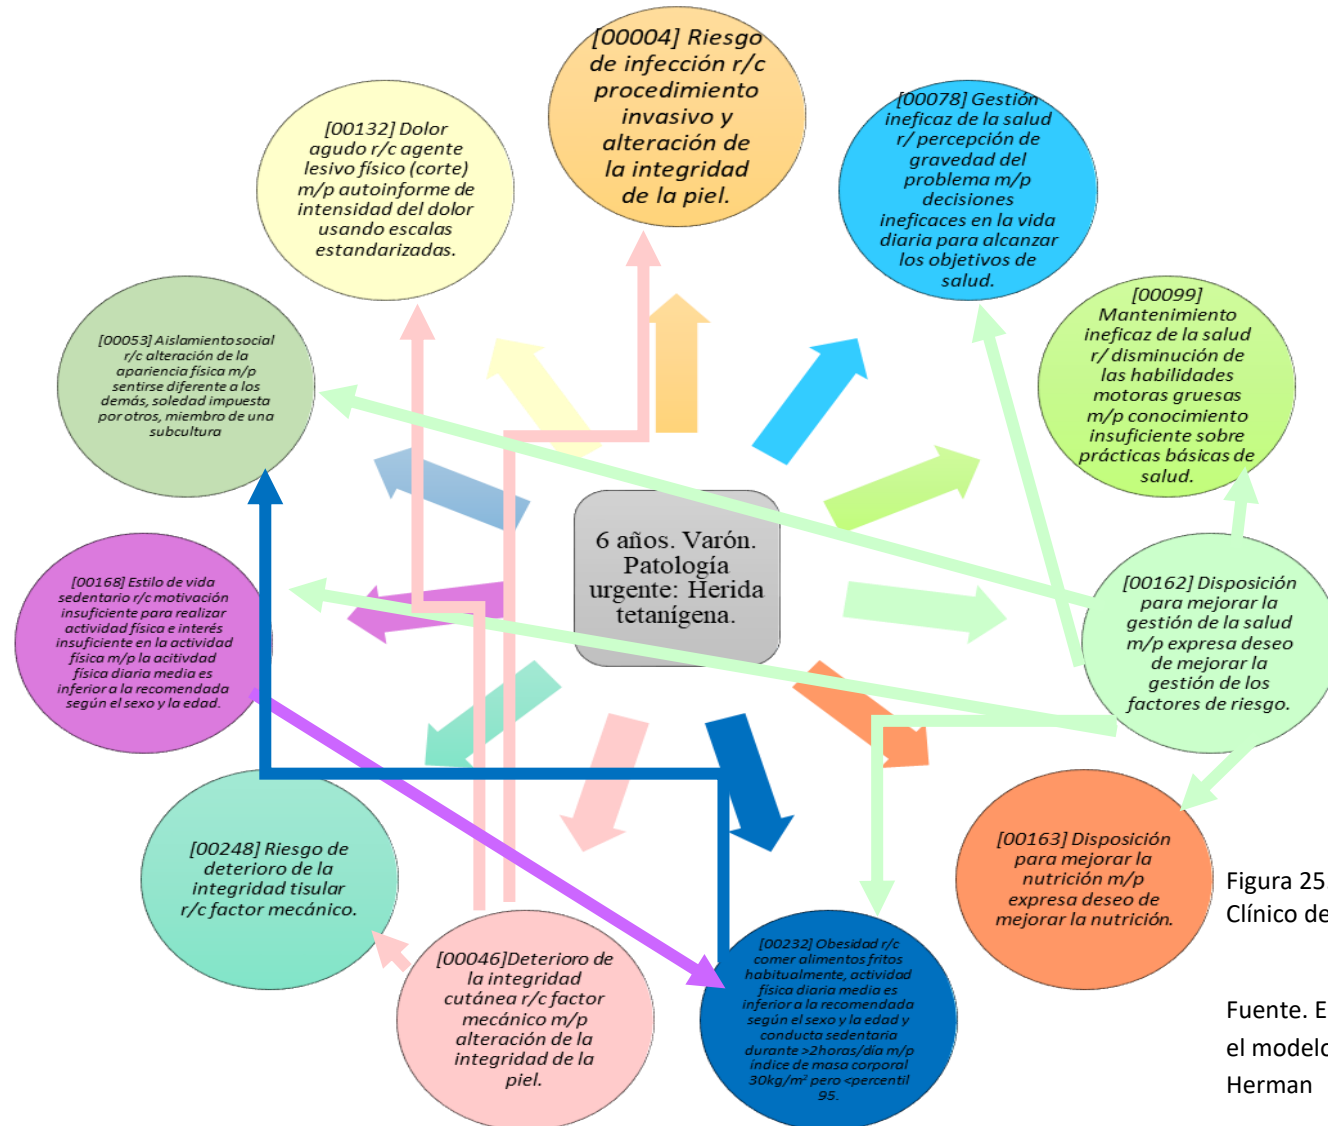 [00004] Riesgo
de infección r/c
procedimiento
invasivo y
alteración de
la integridad
de la piel.
[00132] Dolor
agudo r/c agente
lesivo físico (corte)
m/p autoinforme de
intensidad del dolor
usando escalas
estandarizadas.
[00078] Gestión
ineficaz de la salud
r/ percepción de
gravedad del
problema m/p
decisiones
ineficaces en la vida
diaria para alcanzar
los objetivos de
salud.
[00053] Aislamiento social
r/c alteración de la
apariencia física m/p
sentirse diferente a los
demás, soledad impuesta
por otros, miembro de una
subcultura
[00099]
Mantenimiento
ineficaz de la salud
r/ disminución de
las habilidades
motoras gruesas
m/p conocimiento
insuficiente sobre
prácticas básicas de
salud.
6 años. Varón.
Patología
urgente: Herida
tetanígena.
[00168] Estilo de vida
sedentario r/c motivación
insuficiente para realizar
actividad física e interés
insuficiente en la actividad
física m/p la acitivdad
física diaria media es
inferior a la recomendada
según el sexo y la edad.
[00162] Disposición
para mejorar la
gestión de la salud
m/p expresa deseo
de mejorar la
gestión de los
factores de riesgo.
[00248] Riesgo de
deterioro de la
integridad tisular
r/c factor mecánico.
[00163] Disposición
para mejorar la
nutrición m/p
expresa deseo de
mejorar la nutrición.
[00046]Deterioro de
la integridad
cutánea r/c factor
mecánico m/p
alteración de la
integridad de la
piel.
[00232] Obesidad r/c
comer alimentos fritos
habitualmente, actividad
física diaria media es
inferior a la recomendada
según el sexo y la edad y
conducta sedentaria
durante >2horas/día m/p
índice de masa corporal
30kg/m² pero <percentil
95.
Figura 25.
Clínico de
Fuente. E
el modelo
Herman